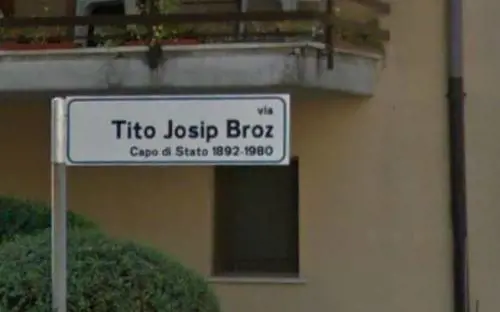 via
Tito Josip Broz
Capo di Stato 1892-1980